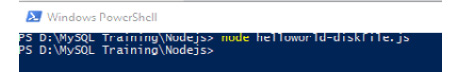 Windows PowerShell
PS D:\MySQL Training\Nodejs> node helloworld-diskfile.js
PS D:\MySQL Training\Nodejs>